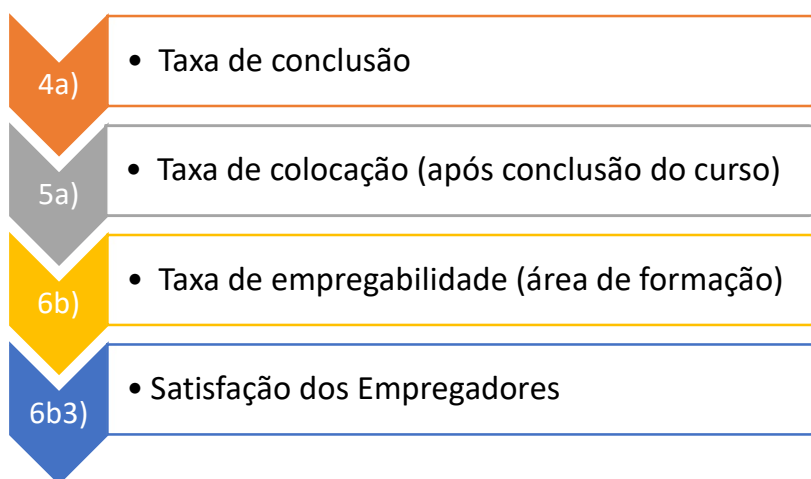 4a)
• Taxa de conclusão
5a)
• Taxa de colocação (após conclusão do curso)
6b)
• Taxa de empregabilidade (área de formação)
6b3)
• Satisfação dos Empregadores